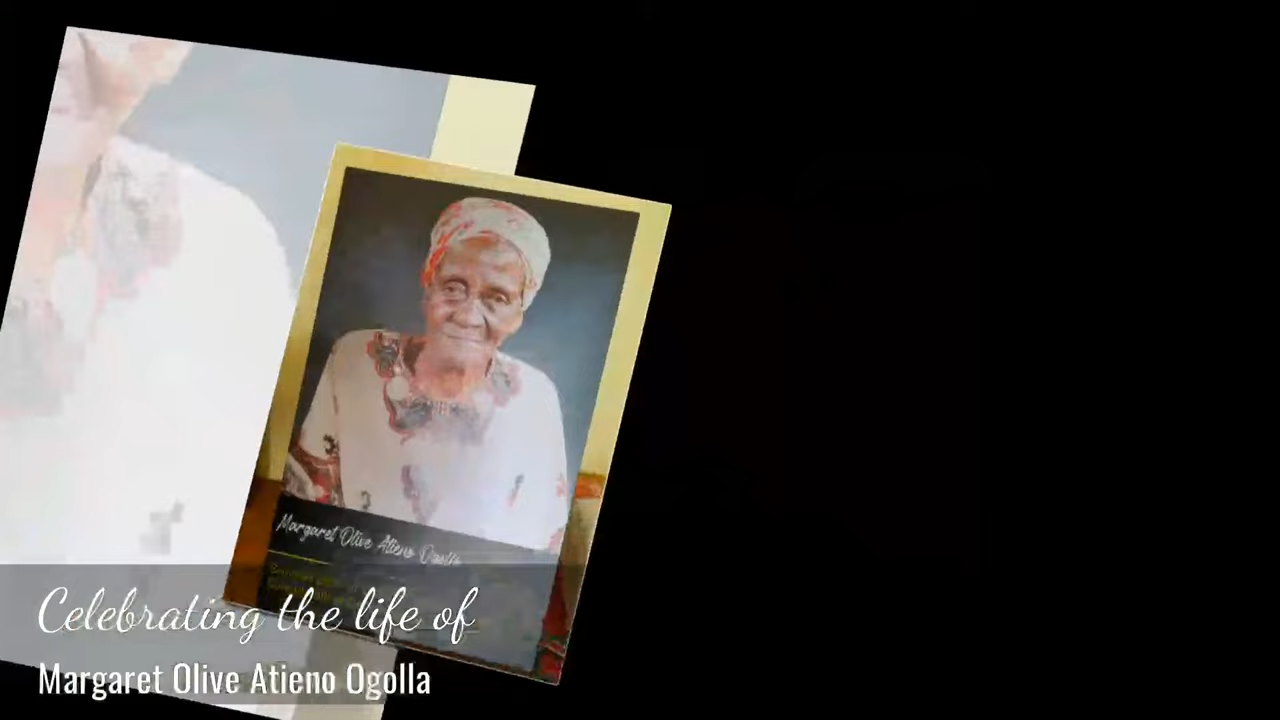 Margaret Olive Atieno Ogolla
Celebrating the life of
Margaret Olive Atieno Ogolla